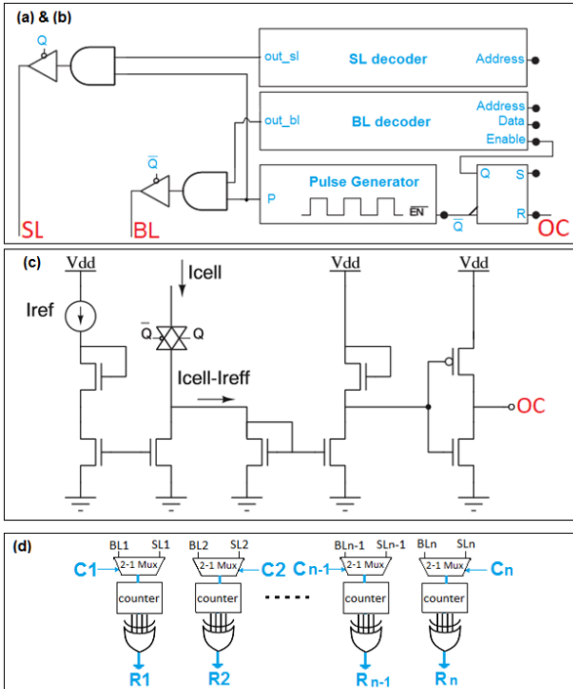 (a) & (b)
Q
out_sl
SL decoder
Address
out_bl
BL decoder
Address
Data
Enable
Q̅
Pulse Generator
P
E̅N̅
Q̅
Q
S
R
SL
BL
OC
(c)
Vdd
Icell
Vdd
Vdd
Iref
Q̅
Q
Icell-Ireff
OC
(d)
BL1 SL1 BL2 SL2 BLn-1 SLn-1 BLn SLn
C1 2-1 Mux 2-1 Mux C2 Cn-1 2-1 Mux 2-1 Mux Cn
counter counter counter counter
R1 R2 Rn-1 Rn